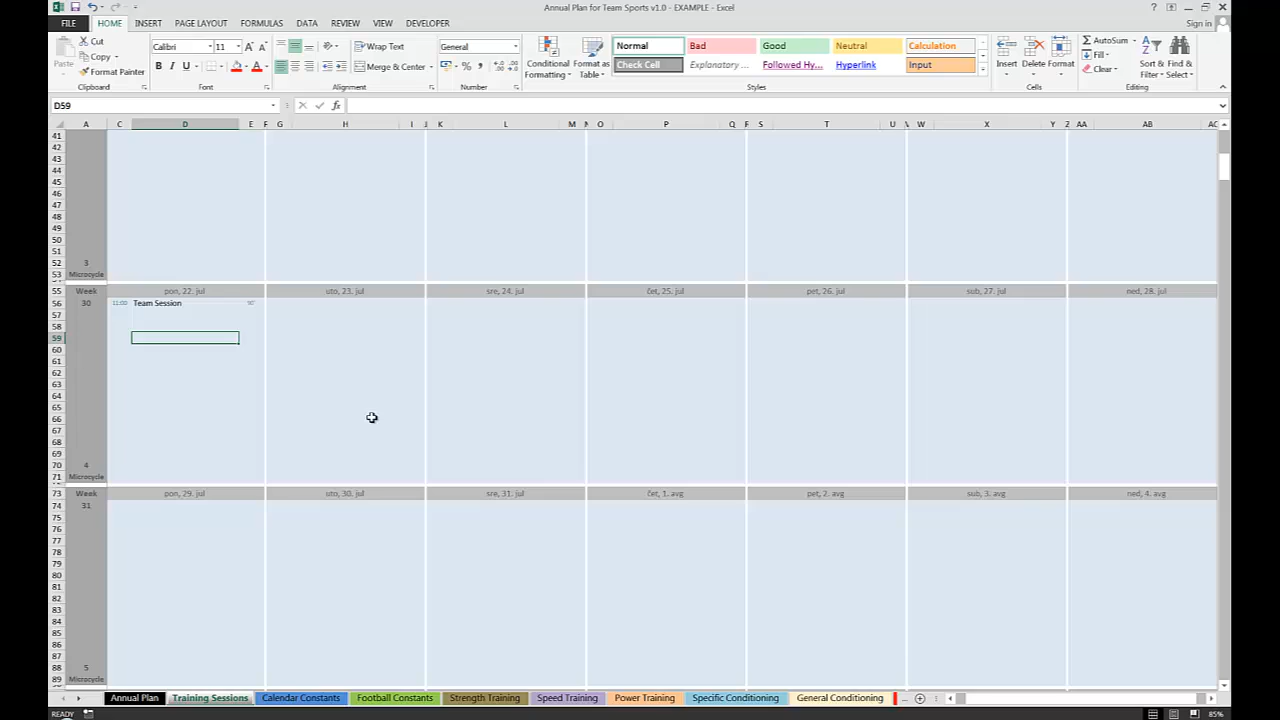 Annual Plan for Team Sports v1.0 - EXAMPLE - Excel
Sign in
FILE HOME INSERT PAGE LAYOUT FORMULAS DATA REVIEW VIEW DEVELOPER
Paste
Cut
Copy
Format Painter
Clipboard
Calibri 11
B I U
Font
Wrap Text
Merge & Center
Alignment
General
%
Number
Conditional Formatting
Format as Table
Normal Bad Good Neutral Calculation
Check Cell Explanatory ... Followed Hy... Hyperlink Input
Styles
Insert Delete Format
Cells
AutoSum
Fill
Clear
Sort & Filter
Find & Select
Editing
D59
fx
A C D E F G H I J K L M N O P Q R S T U V W X Y Z AA AB AC
41
42
43
44
45
46
47
48
49
50
51
52 3
53 Microcycle
55 Week pon, 22. jul uto, 23. jul sre, 24. jul čet, 25. jul pet, 26. jul sub, 27. jul ned, 28. jul
56 30 11:00 Team Session 90'
57
58
59
60
61
62
63
64
65
66
67
68
69
70 4
71 Microcycle
73 Week pon, 29. jul uto, 30. jul sre, 31. jul čet, 1. avg pet, 2. avg sub, 3. avg ned, 4. avg
74 31
75
76
77
78
79
80
81
82
83
84
85
86
87
88 5
89 Microcycle
Annual Plan Training Sessions Calendar Constants Football Constants Strength Training Speed Training Power Training Specific Conditioning General Conditioning ...
READY
85%